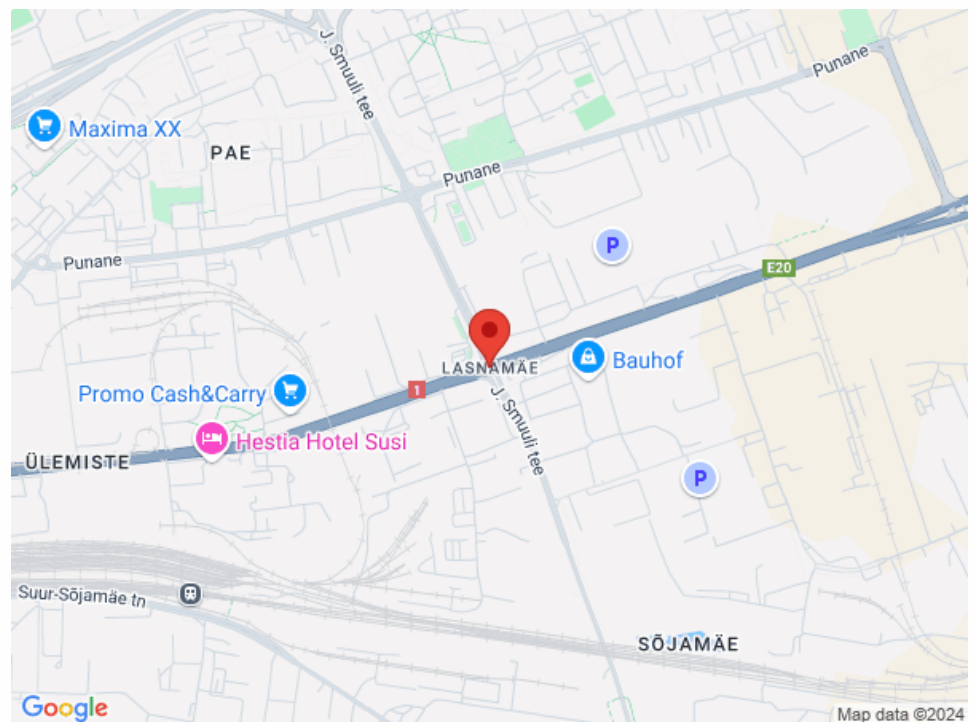 J. Smuuli tee
Punane
Maxima XX
PAE
Punane
P
Punane
E20
LASNAMÄE
Bauhof
1
Promo Cash&Carry
J. Smuuli tee
Hestia Hotel Susi
ÜLEMISTE
P
Suur-Sõjamäe tn
SÕJAMÄE
Google
Map data ©2024